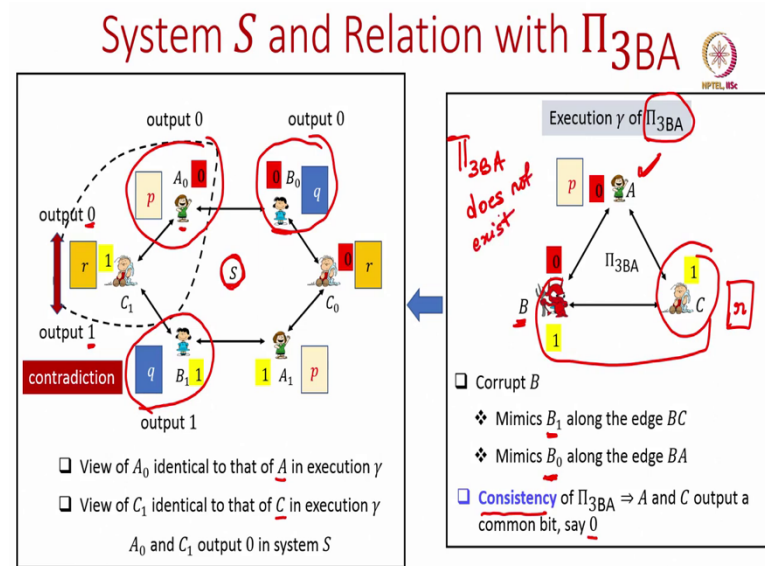 System S and Relation with Π3BA
NPTEL, IISc
output 0
output 0
A0 0
0 B0
p
q
output 0
r
1
C1
S
0
r
C0
output 1
contradiction
q
B1 1
1 A1
p
output 1
❑ View of A0 identical to that of A in execution γ
❑ View of C1 identical to that of C in execution γ
A0 and C1 output 0 in system S
Execution γ of Π3BA
Π3BA
does not
exist
p
0
A
0
Π3BA
1
B
C
1
❑ Corrupt B
❖ Mimics B1 along the edge BC
❖ Mimics B0 along the edge BA
❑ Consistency of Π3BA ⇒ A and C output a
common bit, say 0